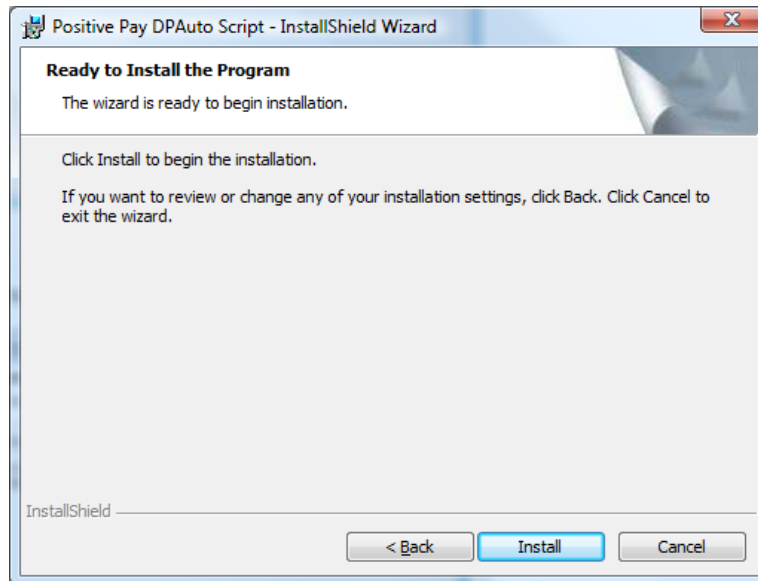 Positive Pay DPAuto Script - InstallShield Wizard
Ready to Install the Program
The wizard is ready to begin installation.
Click Install to begin the installation.
If you want to review or change any of your installation settings, click Back. Click Cancel to
exit the wizard.
InstallShield
< Back
Install
Cancel